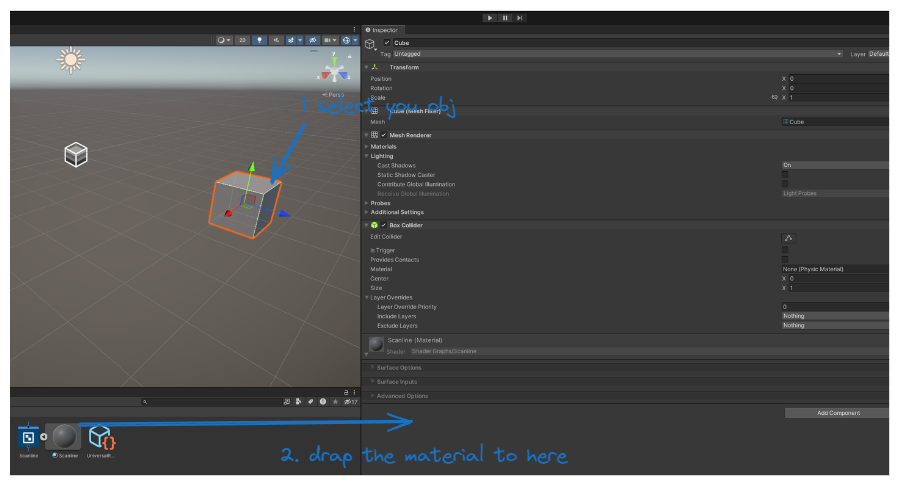 Inspector
2D
Cube
Tag Untagged Layer Default
Transform
Position X 0
Rotation X 0
Scale X 1
Persp
1 select you obj
Cube (Mesh Filter)
Mesh Cube
Mesh Renderer
Materials
Lighting
Cast Shadows On
Static Shadow Caster
Contribute Global Illumination
Receive Global Illumination Light Probes
Probes
Additional Settings
Box Collider
Edit Collider
Is Trigger
Provides Contacts
Material None (Physic Material)
Center X 0
Size X 1
Layer Overrides
Layer Override Priority 0
Include Layers Nothing
Exclude Layers Nothing
Scanline (Material)
Shader Shader Graphs/Scanline
Surface Options
Surface Inputs
Advanced Options
17
Add Component
Scanline Scanline UniversalR...
2. drap the material to here